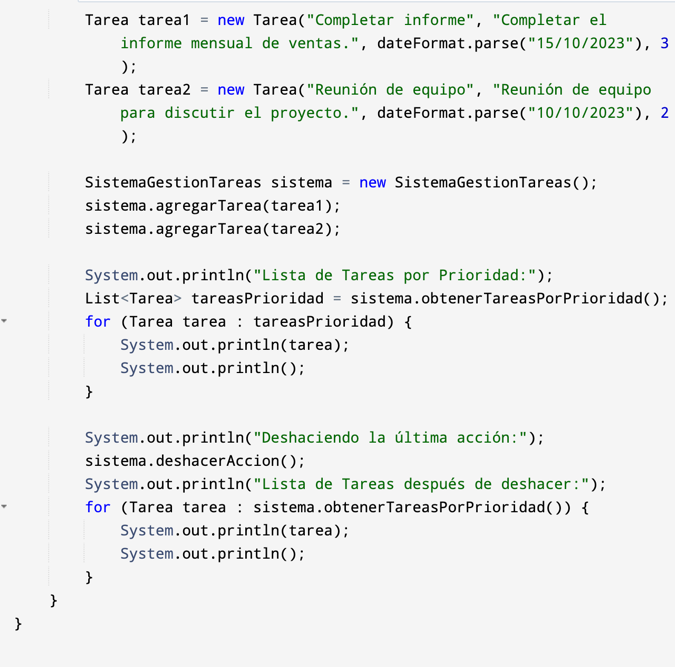 Tarea tarea1 = new Tarea("Completar informe", "Completar el
informe mensual de ventas.", dateFormat.parse("15/10/2023"), 3
);
Tarea tarea2 = new Tarea("Reunión de equipo", "Reunión de equipo
para discutir el proyecto.", dateFormat.parse("10/10/2023"), 2
);
SistemaGestionTareas sistema = new SistemaGestionTareas();
sistema.agregarTarea(tarea1);
sistema.agregarTarea(tarea2);
System.out.println("Lista de Tareas por Prioridad:");
List<Tarea> tareasPrioridad = sistema.obtenerTareasPorPrioridad();
for (Tarea tarea : tareasPrioridad) {
System.out.println(tarea);
System.out.println();
}
System.out.println("Deshaciendo la última acción:");
sistema.deshacerAccion();
System.out.println("Lista de Tareas después de deshacer:");
for (Tarea tarea : sistema.obtenerTareasPorPrioridad()) {
System.out.println(tarea);
System.out.println();
}
}
}